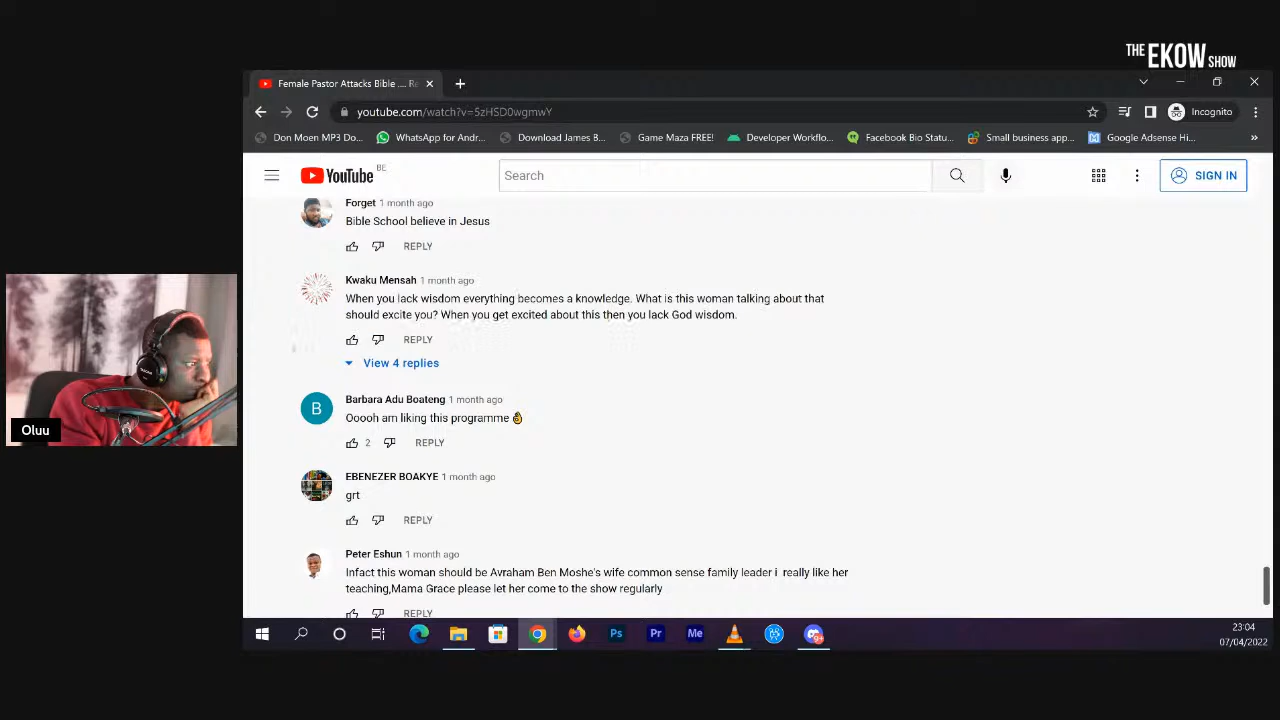 THE EKOW SHOW
Female Pastor Attacks Bible .... Re
youtube.com/watch?v=5zHSD0wgmwY
Incognito
Don Moen MP3 Do...
WhatsApp for Andr...
Download James B...
Game Maza FREE!
Developer Workflo...
Facebook Bio Statu...
Small business app...
Google Adsense Hi...
YouTube BE
Search
SIGN IN
Forget 1 month ago
Bible School believe in Jesus
REPLY
Kwaku Mensah 1 month ago
When you lack wisdom everything becomes a knowledge. What is this woman talking about that
should excite you? When you get excited about this then you lack God wisdom.
REPLY
View 4 replies
B
Barbara Adu Boateng 1 month ago
Ooooh am liking this programme 👌
2 REPLY
Oluu
EBENEZER BOAKYE 1 month ago
grt
REPLY
Peter Eshun 1 month ago
Infact this woman should be Avraham Ben Moshe's wife common sense family leader i really like her
teaching,Mama Grace please let her come to the show regularly
REPLY
Ps
Pr
Me
23:04
07/04/2022